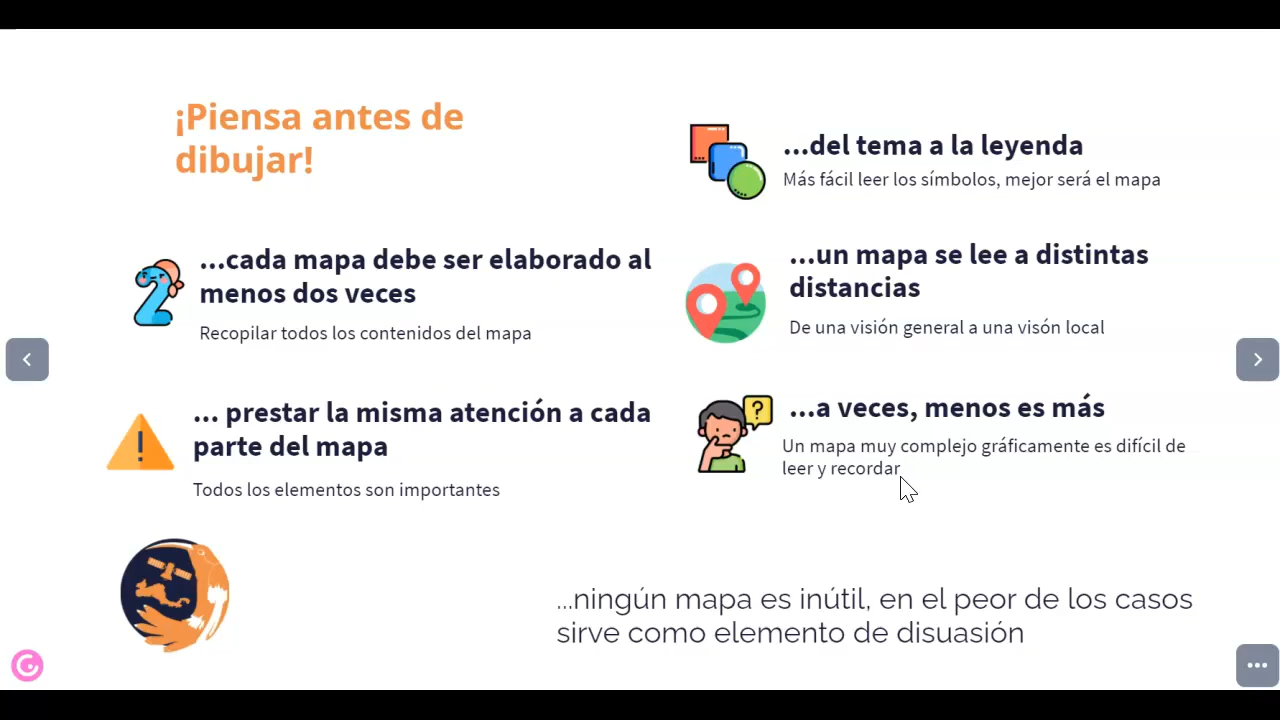 ¡Piensa antes de
dibujar!
...cada mapa debe ser elaborado al
menos dos veces
Recopilar todos los contenidos del mapa
... prestar la misma atención a cada
parte del mapa
Todos los elementos son importantes
...del tema a la leyenda
Más fácil leer los símbolos, mejor será el mapa
...un mapa se lee a distintas
distancias
De una visión general a una visón local
...a veces, menos es más
Un mapa muy complejo gráficamente es difícil de
leer y recordar
...ningún mapa es inútil, en el peor de los casos
sirve como elemento de disuasión